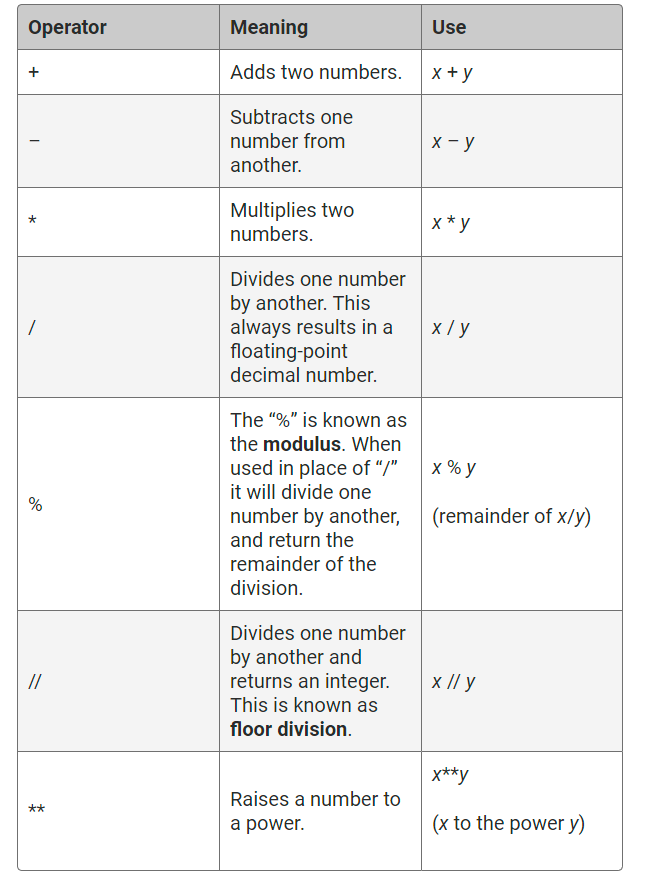 Operator Meaning Use
+ Adds two numbers. x + y
– Subtracts one
number from
another. x – y
* Multiplies two
numbers. x * y
/ Divides one number
by another. This
always results in a
floating-point
decimal number. x / y
% The “%” is known as
the modulus. When
used in place of “/”
it will divide one
number by another,
and return the
remainder of the
division. x % y
(remainder of x/y)
// Divides one number
by another and
returns an integer.
This is known as
floor division. x // y
** Raises a number to
a power. x**y
(x to the power y)